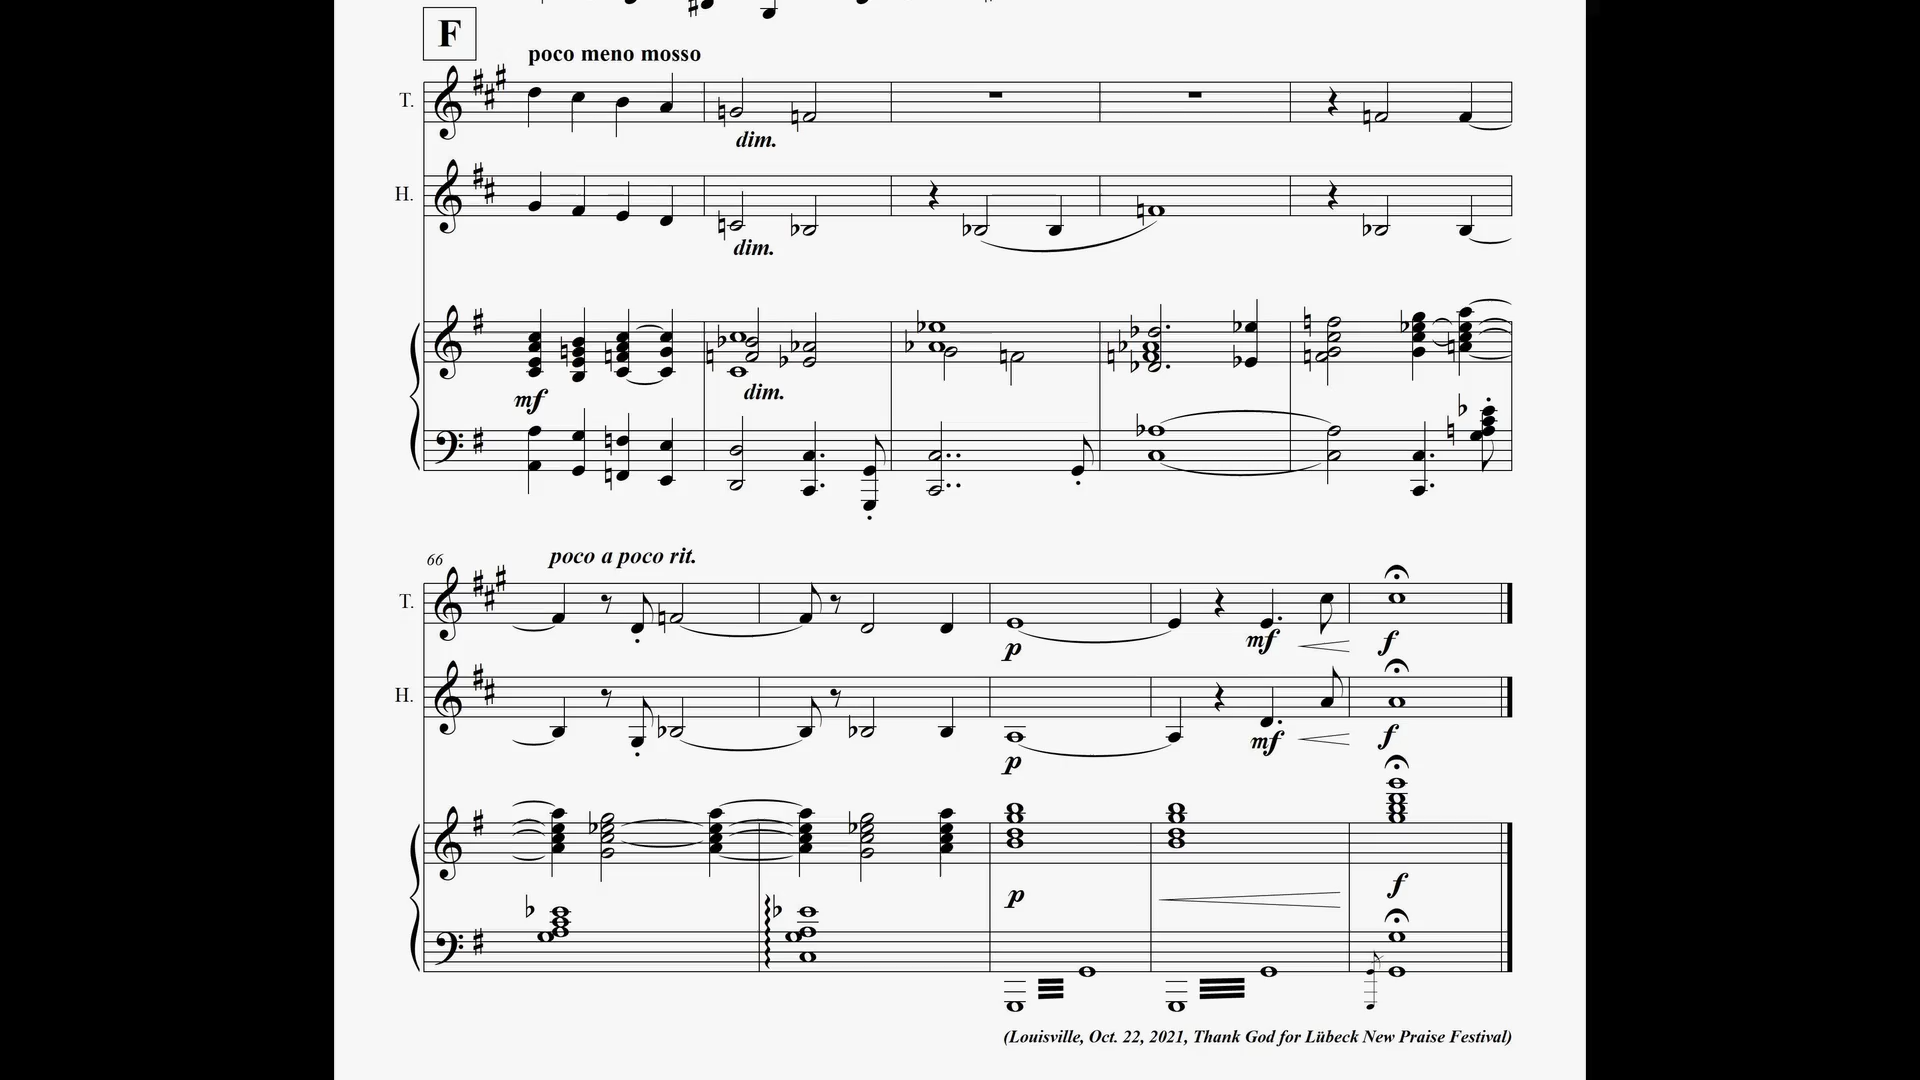 F
poco meno mosso
T.
dim.
H.
dim.
mf
dim.
66
poco a poco rit.
T.
p
mf
f
H.
p
mf
f
p
f
(Louisville, Oct. 22, 2021, Thank God for Lübeck New Praise Festival)